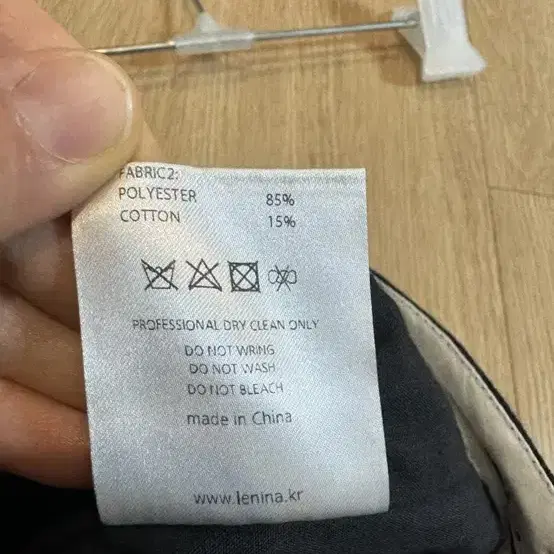 FABRIC2:
POLYESTER 85%
COTTON 15%
PROFESSIONAL DRY CLEAN ONLY
DO NOT WRING
DO NOT WASH
DO NOT BLEACH
made in China
www.lenina.kr